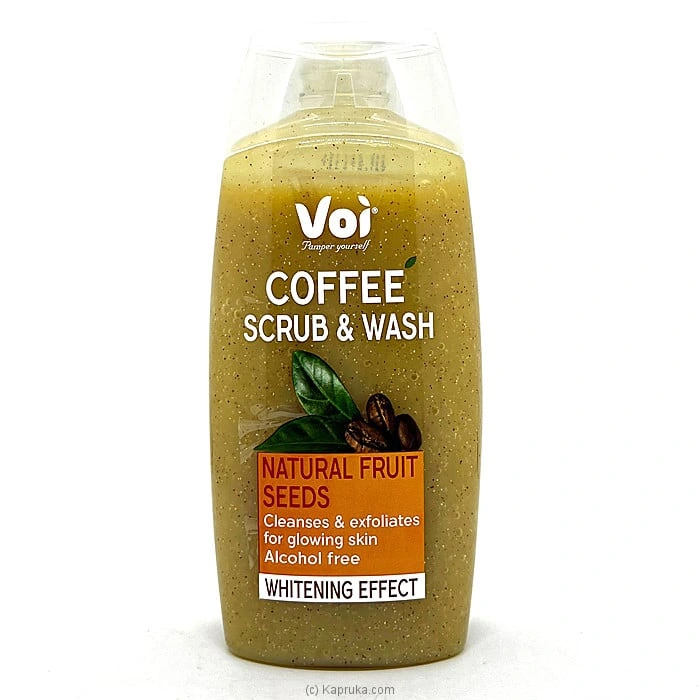 Voì®
Pamper yourself
COFFEE
SCRUB & WASH
NATURAL FRUIT
SEEDS
Cleanses & exfoliates
for glowing skin
Alcohol free
WHITENING EFFECT
(c) Kapruka.com